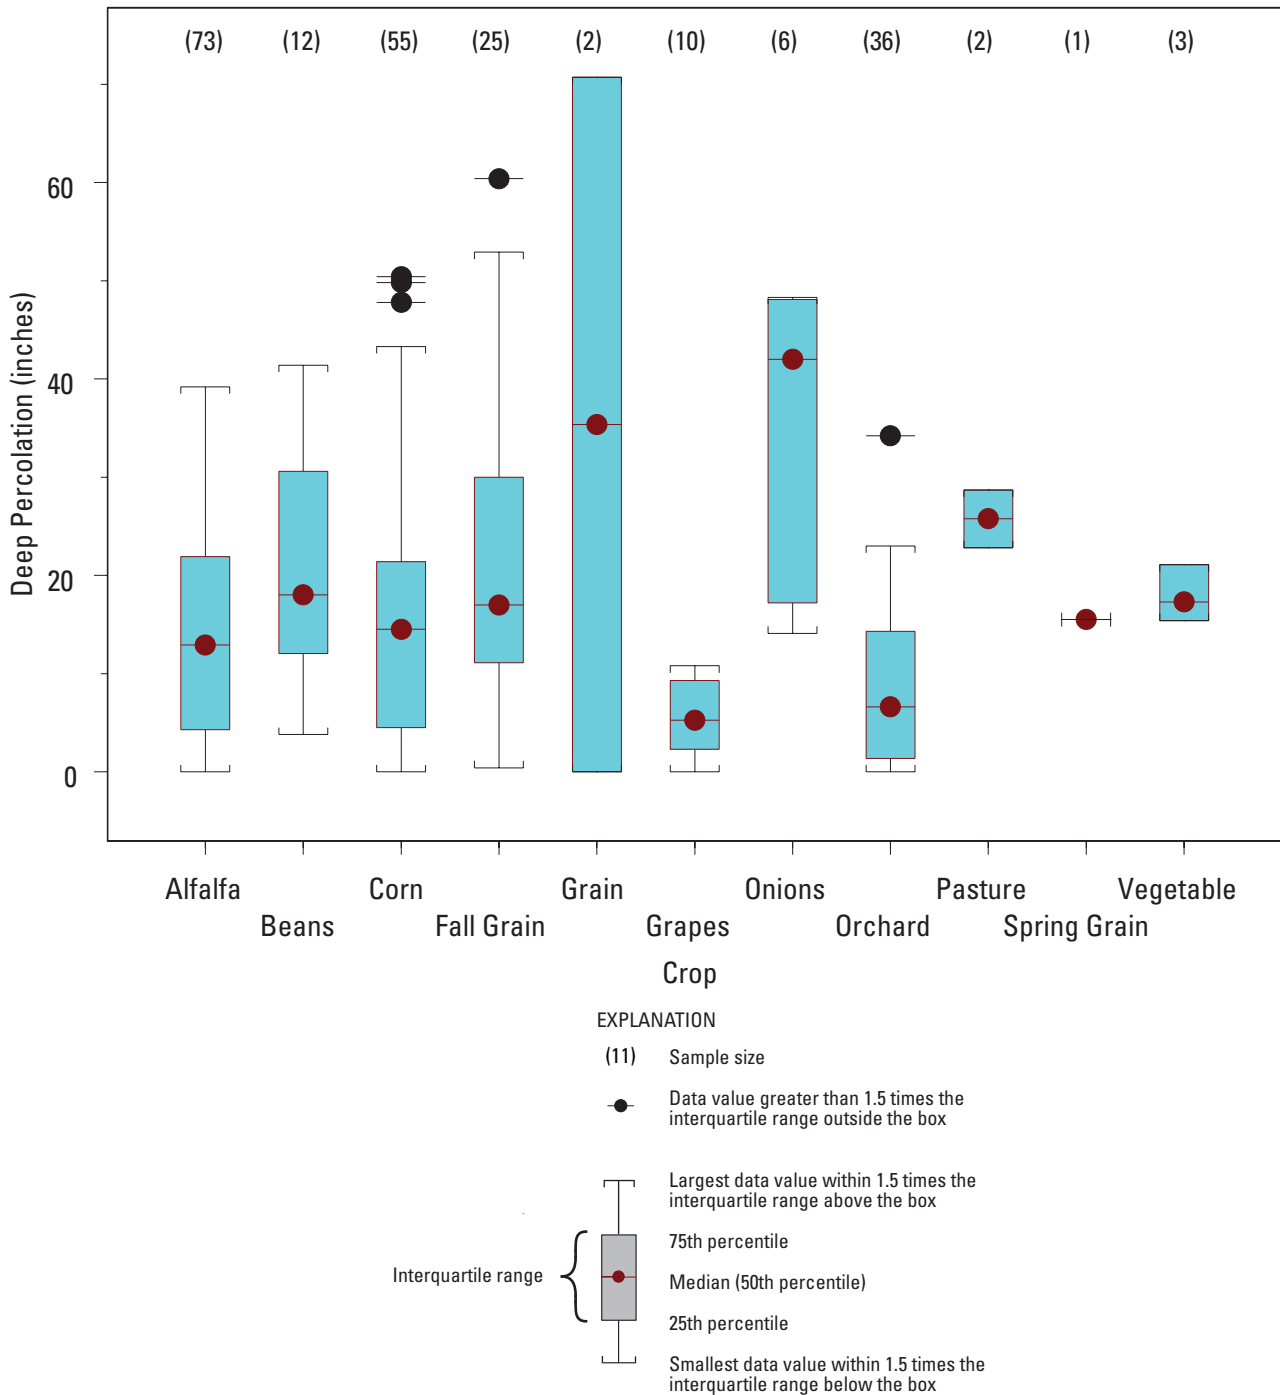 (73) (12) (55) (25) (2) (10) (6) (36) (2) (1) (3)
60
40
20
0
Deep Percolation (inches)
Alfalfa Corn Grain Onions Pasture Vegetable
Beans Fall Grain Grapes Orchard Spring Grain
Crop
EXPLANATION
(11) Sample size
Data value greater than 1.5 times the
interquartile range outside the box
Largest data value within 1.5 times the
interquartile range above the box
75th percentile
Interquartile range
Median (50th percentile)
25th percentile
Smallest data value within 1.5 times the
interquartile range below the box